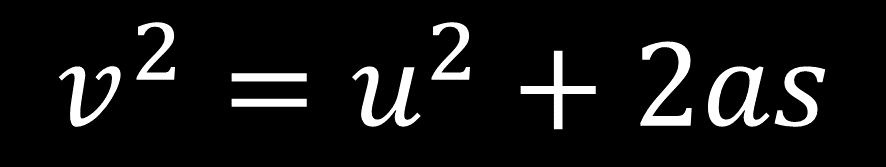 v² = u² + 2as